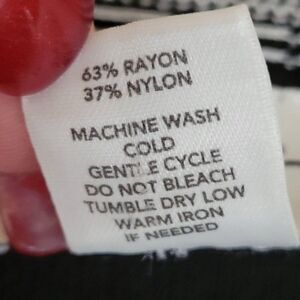 63% RAYON
37% NYLON
MACHINE WASH
COLD
GENTLE CYCLE
DO NOT BLEACH
TUMBLE DRY LOW
WARM IRON
IF NEEDED